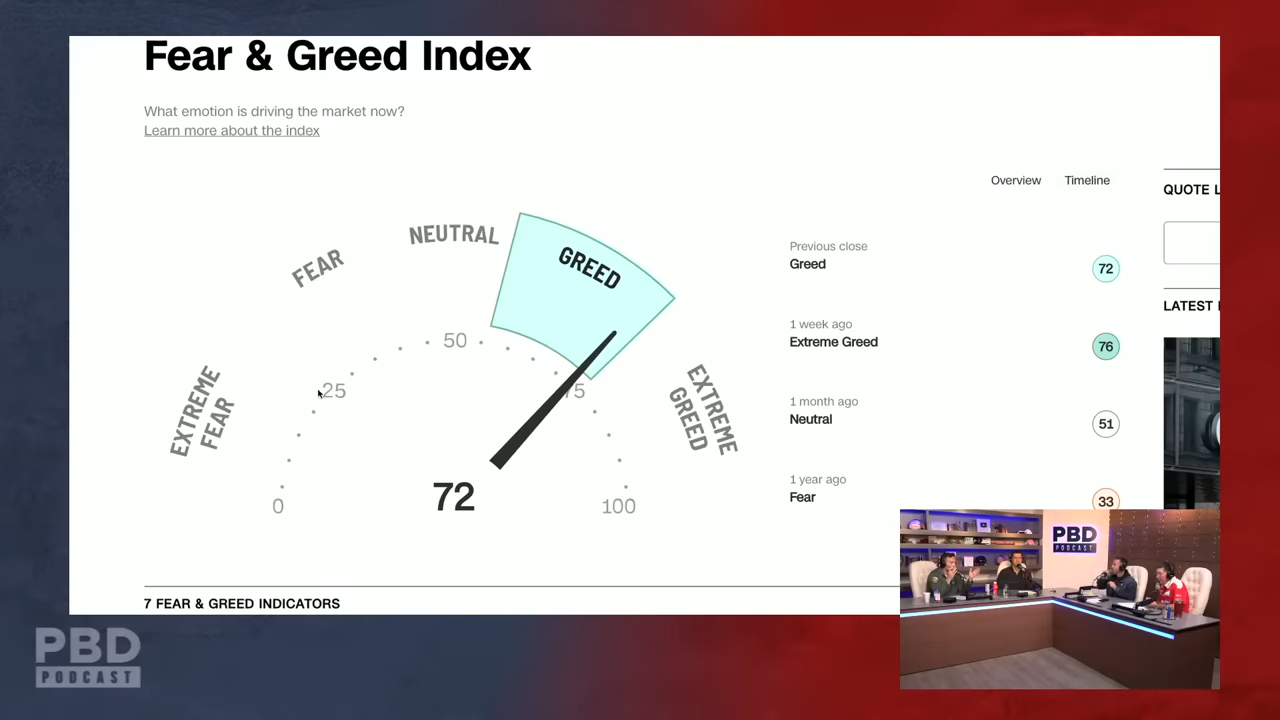 Fear & Greed Index
What emotion is driving the market now?
Learn more about the index
Overview Timeline
QUOTE L
NEUTRAL
GREED
FEAR
EXTREME
FEAR
EXTREME
GREED
0
25
50
75
100
72
Previous close
Greed
72
1 week ago
Extreme Greed
76
1 month ago
Neutral
51
1 year ago
Fear
33
LATEST
7 FEAR & GREED INDICATORS
PBD
PODCAST
PBD
PODCAST